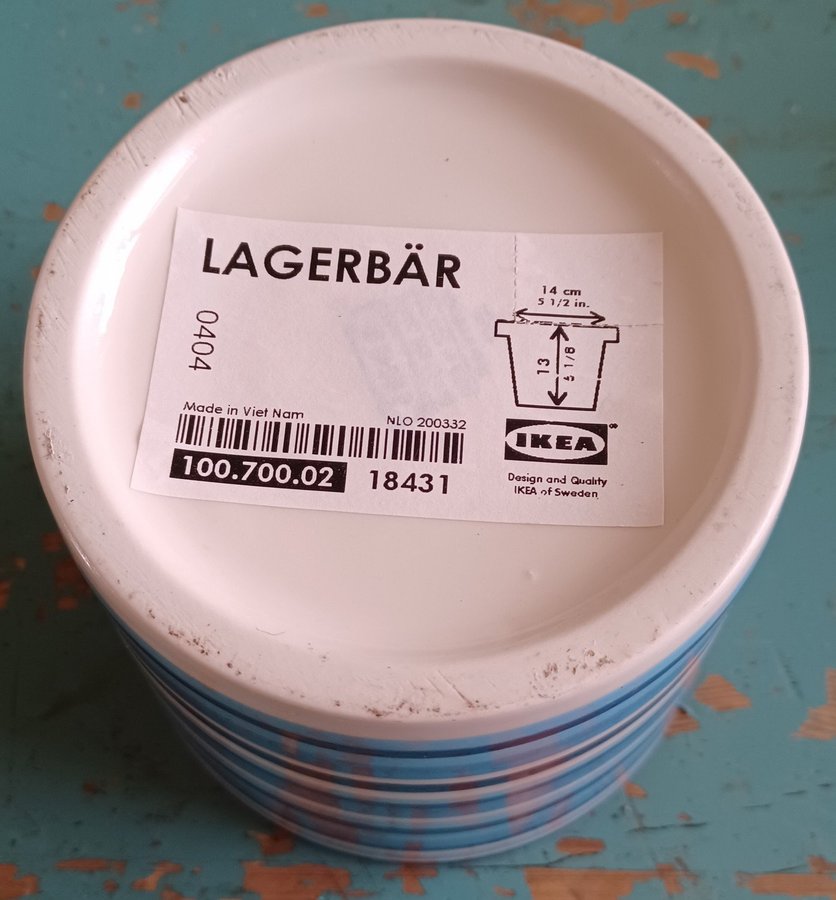 LAGERBÄR
0404
14 cm
5 1/2 in.
13
5 1/8
Made in Viet Nam
NLO 200332
100.700.02
18431
IKEA®
Design and Quality
IKEA of Sweden